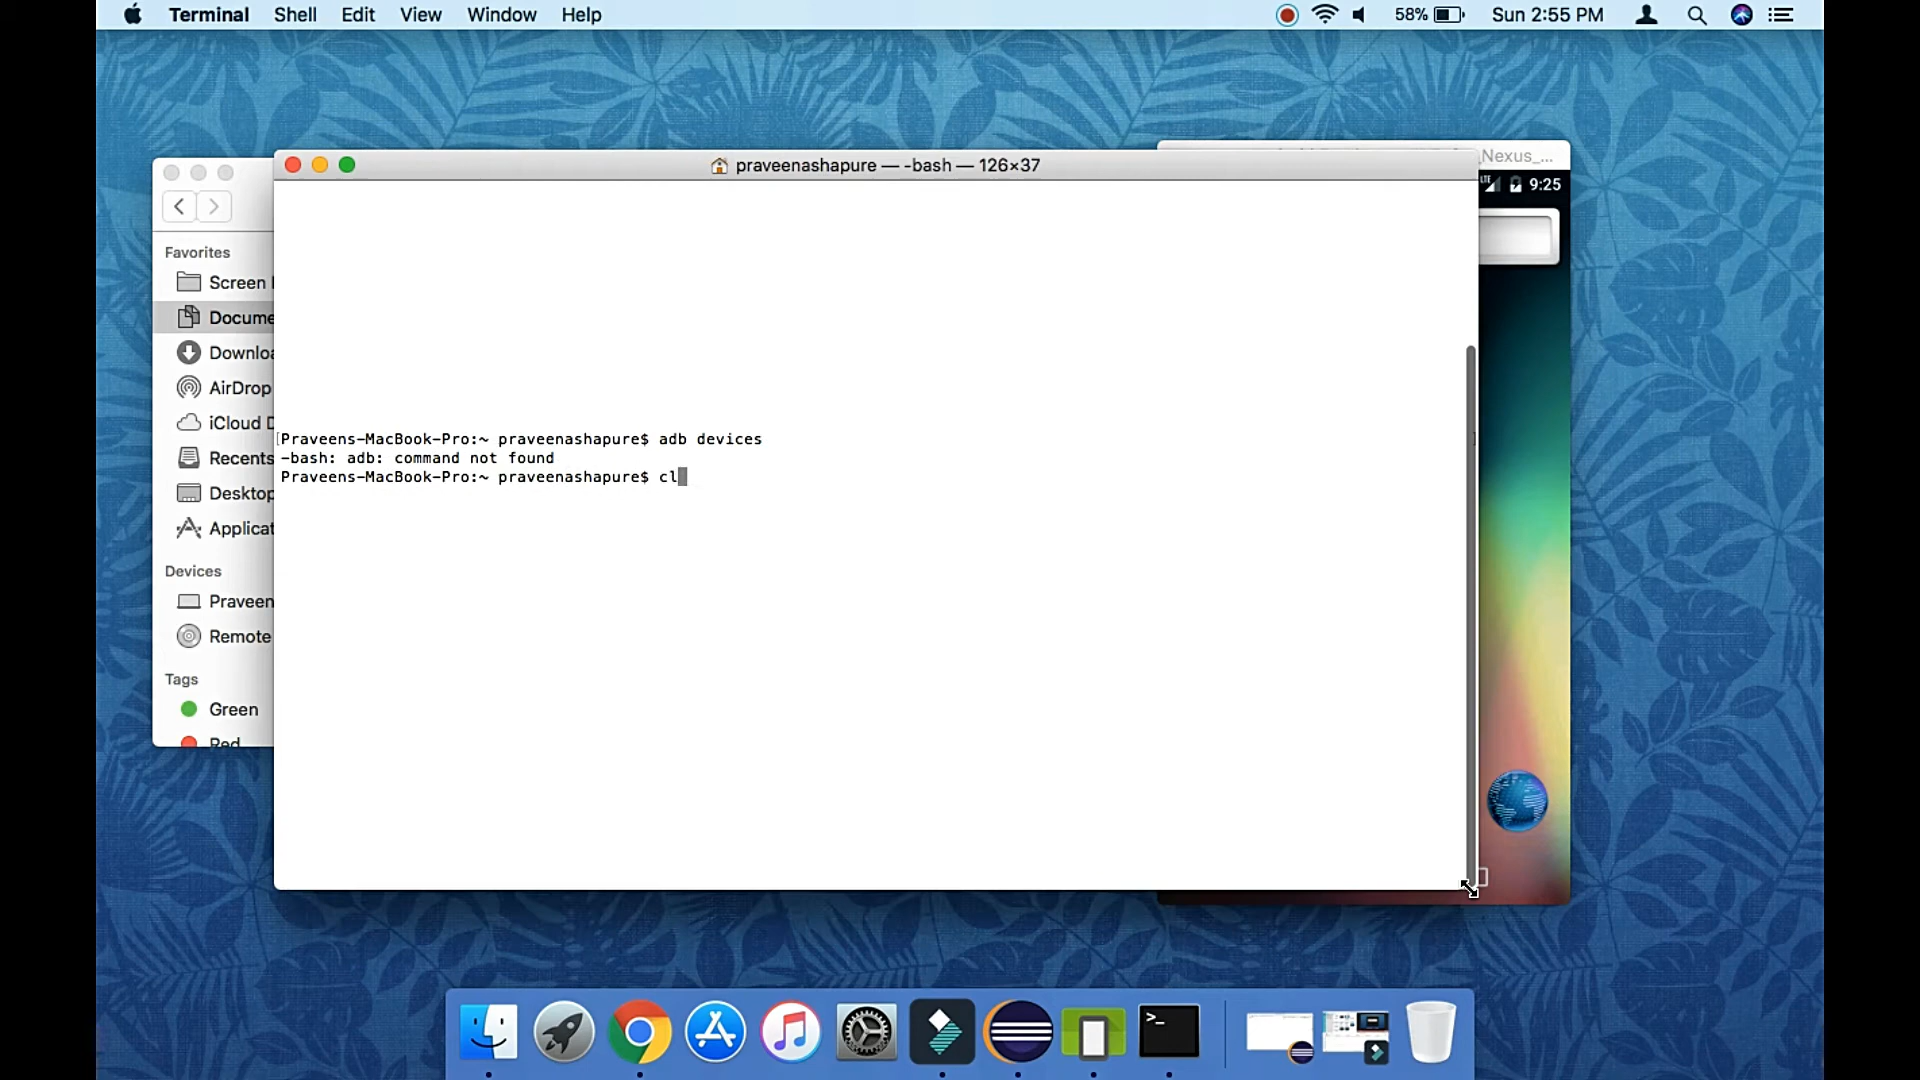 Terminal Shell Edit View Window Help 58% Sun 2:55 PM
praveenashapure — -bash — 126×37
Nexus_...
LTE 9:25
Favorites
Screen
Docume
Downloa
AirDrop
iCloud D
Recents
Desktop
Applicat
Devices
Praveen
Remote
Tags
Green
Red
Praveens-MacBook-Pro:~ praveenashapure$ adb devices
-bash: adb: command not found
Praveens-MacBook-Pro:~ praveenashapure$ cl
>_